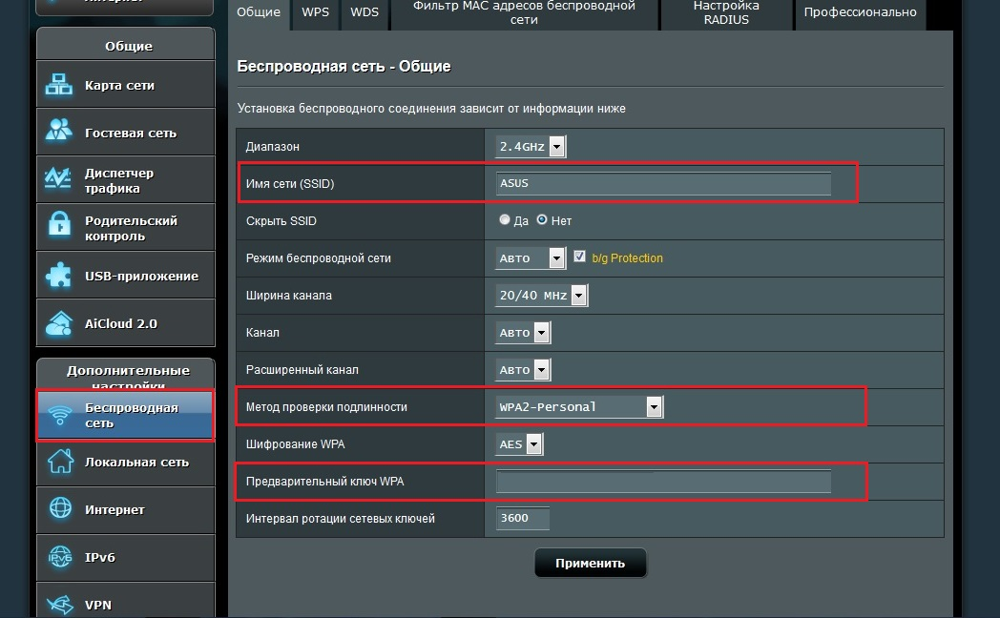 Общие
WPS
WDS
Фильтр MAC адресов беспроводной
сети
Настройка
RADIUS
Профессионально
Общие
Карта сети
Гостевая сеть
Диспетчер
трафика
Родительский
контроль
USB-приложение
AiCloud 2.0
Дополнительные
настройки
Беспроводная
сеть
Локальная сеть
Интернет
IPv6
IPv6
VPN
Беспроводная сеть - Общие
Установка беспроводного соединения зависит от информации ниже
Диапазон 2.4GHz
Имя сети (SSID) ASUS
Скрыть SSID Да Нет
Режим беспроводной сети Авто b/g Protection
Ширина канала 20/40 MHz
Канал Авто
Расширенный канал Авто
Метод проверки подлинности WPA2-Personal
Шифрование WPA AES
Предварительный ключ WPA
Интервал ротации сетевых ключей 3600
Применить